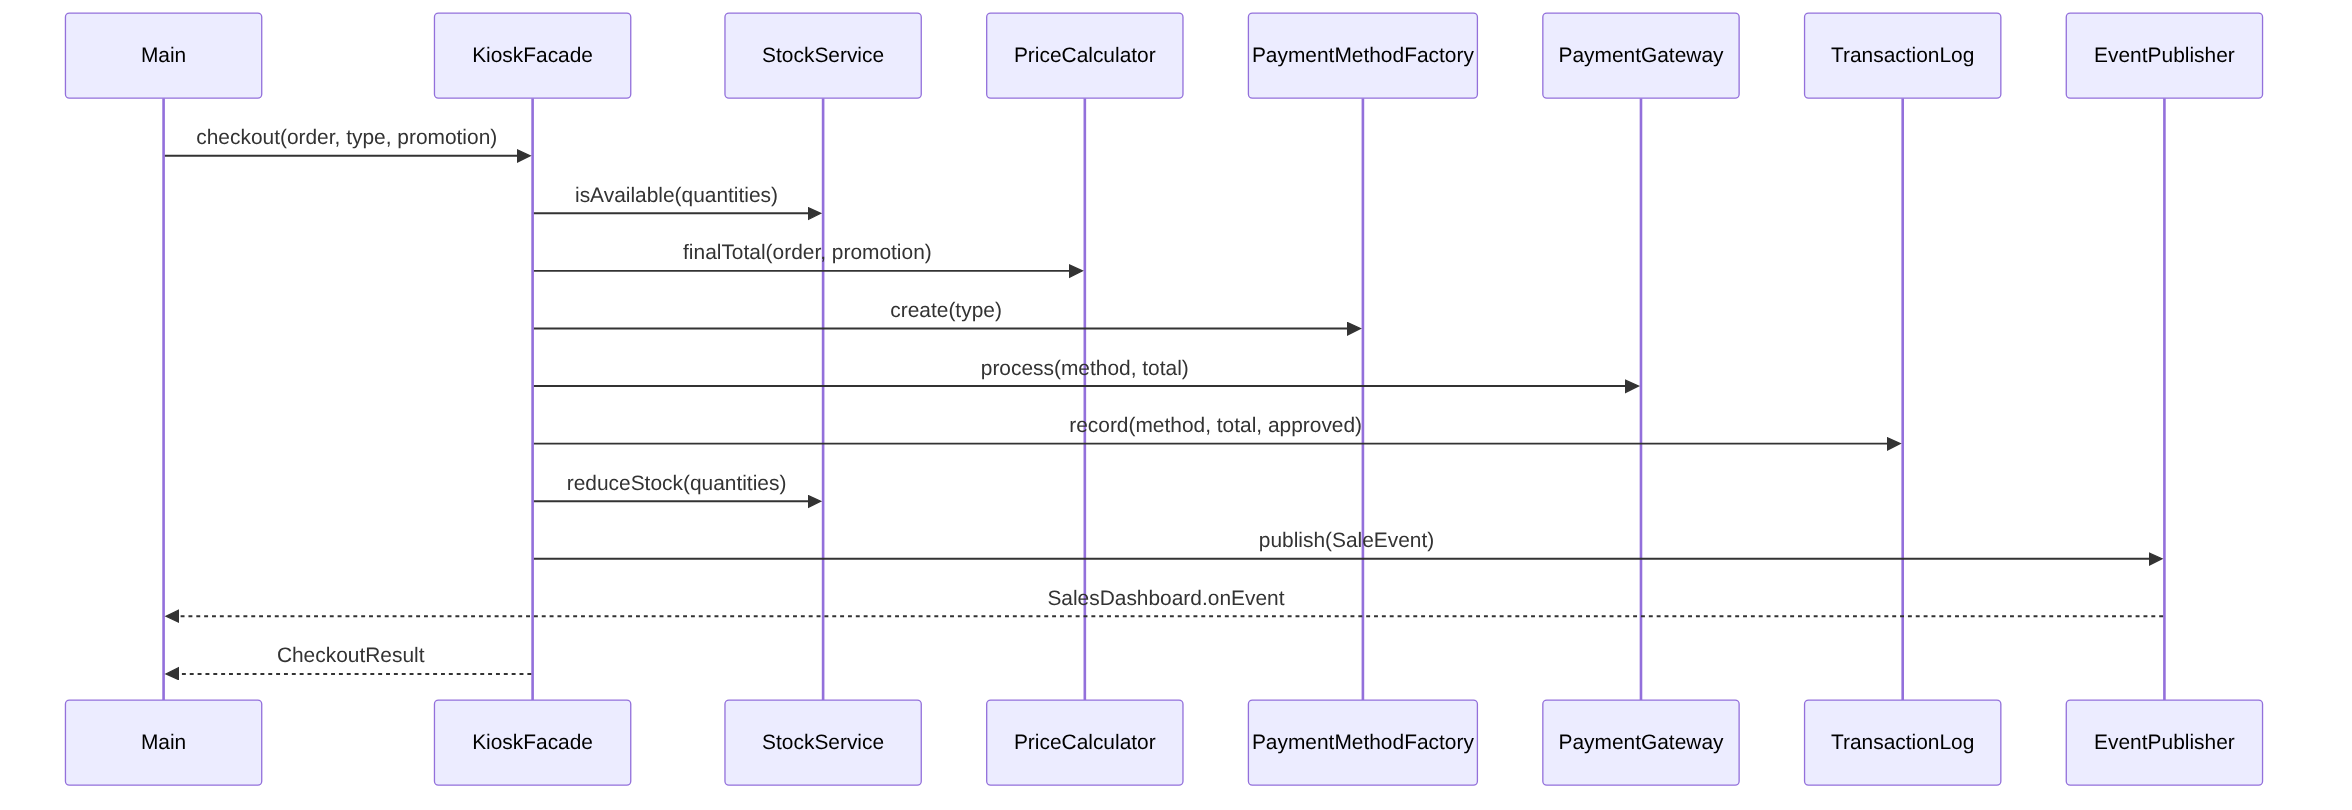 Main
KioskFacade
StockService
PriceCalculator
PaymentMethodFactory
PaymentGateway
TransactionLog
EventPublisher
checkout(order, type, promotion)
isAvailable(quantities)
finalTotal(order, promotion)
create(type)
process(method, total)
record(method, total, approved)
reduceStock(quantities)
publish(SaleEvent)
SalesDashboard.onEvent
CheckoutResult
Main
KioskFacade
StockService
PriceCalculator
PaymentMethodFactory
PaymentGateway
TransactionLog
EventPublisher